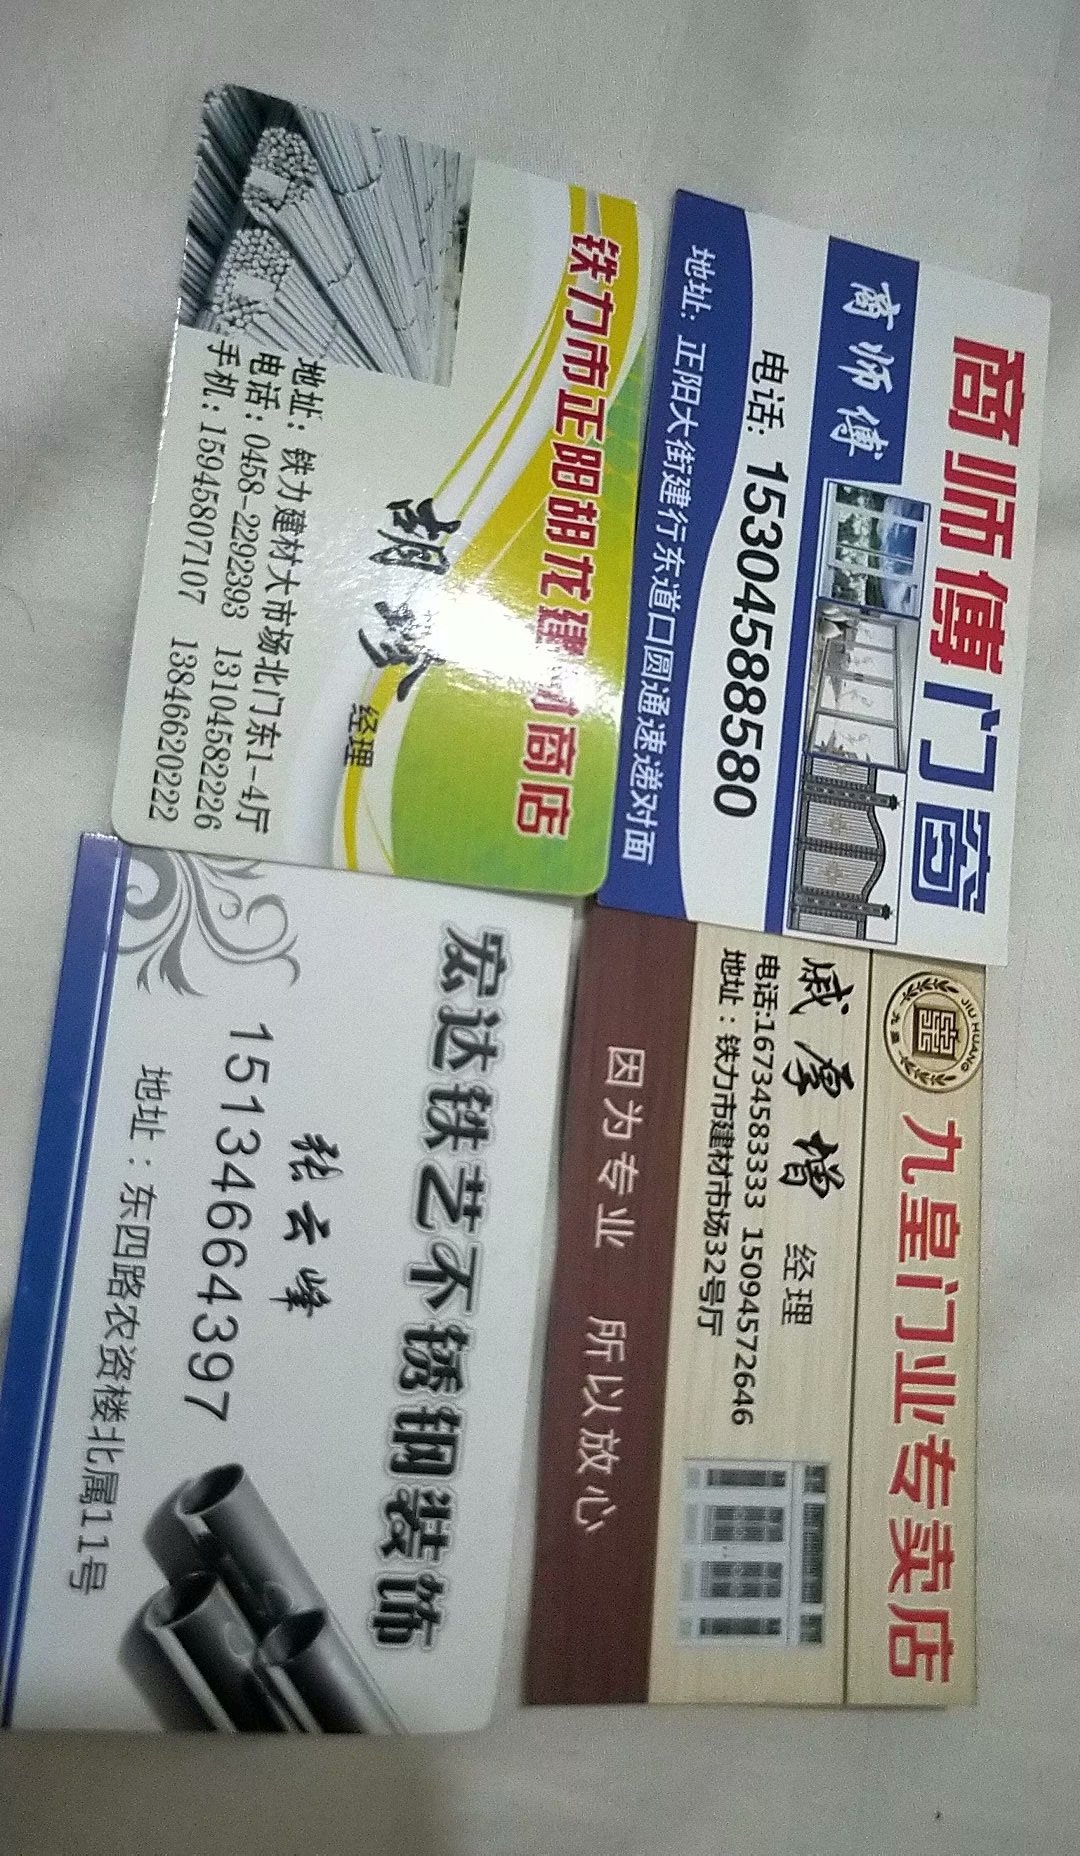 商师傅门窗
商师傅
电话: 15304588580
地址: 正阳大街建行东道口圆通速递对面
铁力市正阳胡龙建材商店
经理
地址: 铁力建材大市场北门东1-4厅
电话: 0458-2292393 13104582226
手机: 15945807107 13846620222
JIU HUANG
九皇
九皇门业专卖店
戚厚增 经理
电话:16734583333 15094572646
地址：铁力市建材市场32号厅
因为专业 所以放心
宏达铁艺不锈钢装饰
张云峰
15134664397
地址：东四路农资楼北属11号